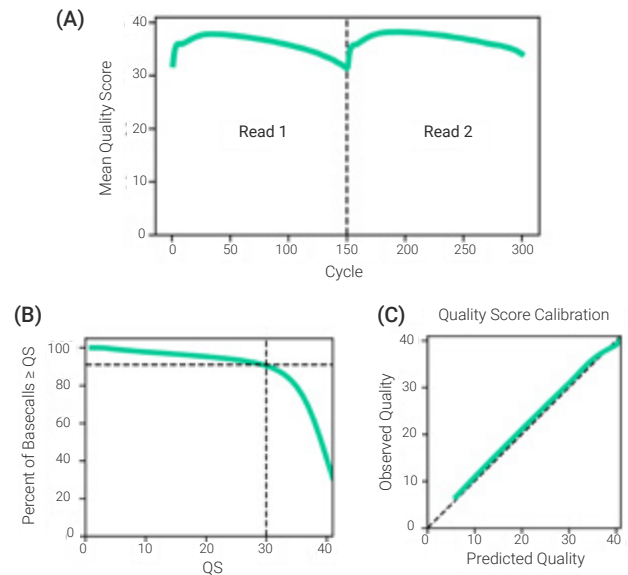 (A)
Mean Quality Score
40
30
20
10
0
Read 1
Read 2
0 50 100 150 200 250 300
Cycle
(B)
Percent of Basecalls ≥ QS
100
80
60
40
20
0
0 10 20 30 40
QS
(C)
Quality Score Calibration
Observed Quality
40
30
20
10
0
0 10 20 30 40
Predicted Quality